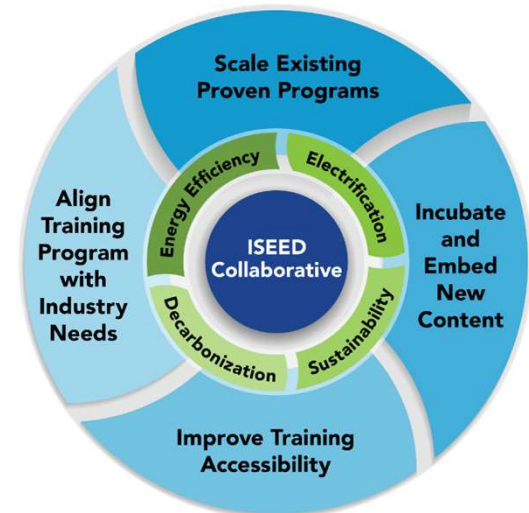 Scale Existing
Proven Programs
Energy Efficiency
Electrification
Align
Training
Program
with
Industry
Needs
ISEED
Collaborative
Incubate
and
Embed
New
Content
Decarbonization
Sustainability
Improve Training
Accessibility